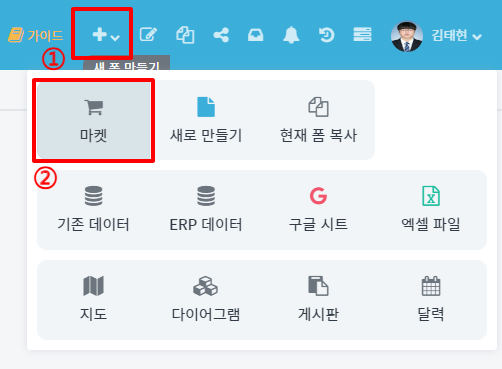 가이드
김태현
①
새 폼 만들기
마켓
새로 만들기
현재 폼 복사
②
기존 데이터
ERP 데이터
구글 시트
엑셀 파일
지도
다이어그램
게시판
달력